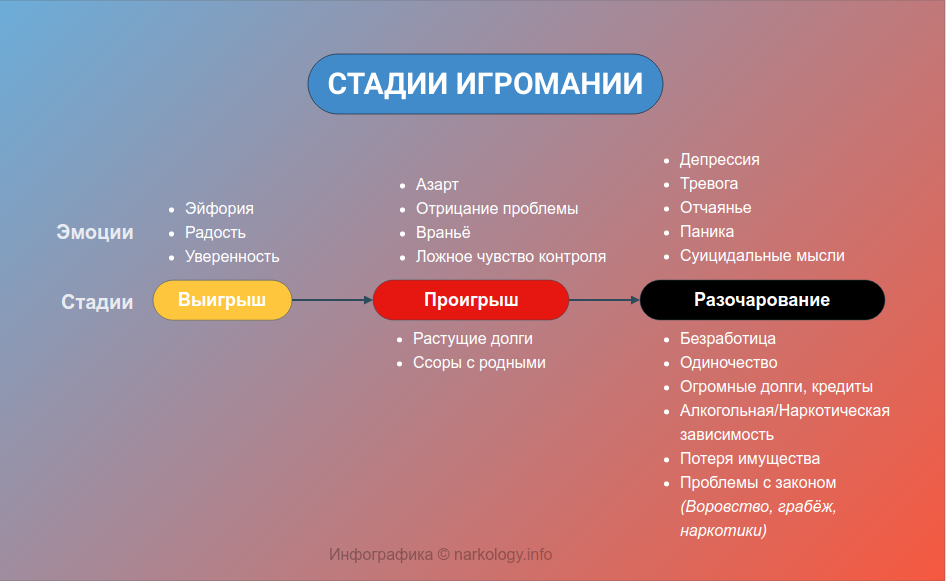 СТАДИИ ИГРОМАНИИ
Эмоции
Эйфория
Радость
Уверенность
Азарт
Отрицание проблемы
Враньё
Ложное чувство контроля
Депрессия
Тревога
Отчаянье
Паника
Суицидальные мысли
Стадии
Выигрыш
Проигрыш
Разочарование
Растущие долги
Ссоры с родными
Безработица
Одиночество
Огромные долги, кредиты
Алкогольная/Наркотическая
зависимость
Потеря имущества
Проблемы с законом
(Воровство, грабёж,
наркотики)
Инфографика © narkology.info